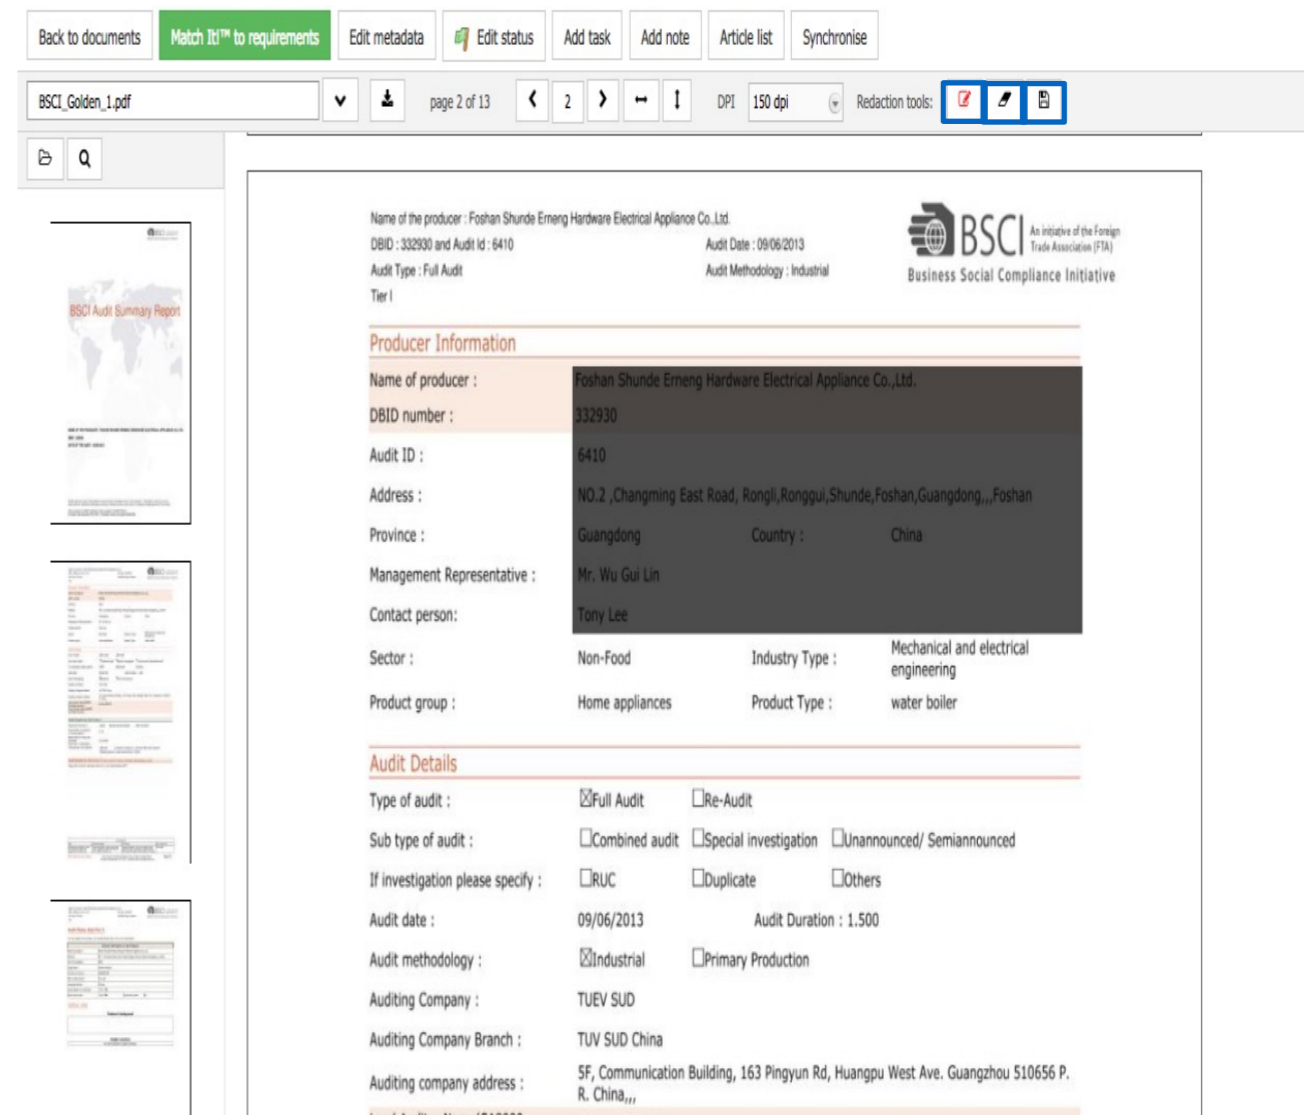 Back to documents Match It!™ to requirements Edit metadata Edit status Add task Add note Article list Synchronise
BSCI_Golden_1.pdf page 2 of 13 2 DPI 150 dpi Redaction tools:
Name of the producer : Foshan Shunde Erneng Hardware Electrical Appliance Co.,Ltd.
DBID : 332930 and Audit Id : 6410 Audit Date : 09/06/2013
Audit Type : Full Audit Audit Methodology : Industrial
Tier I
BSCI An initiative of the Foreign
Trade Association (FTA)
Business Social Compliance Initiative
BSCI Audit Summary Report
Producer Information
Name of producer : Foshan Shunde Erneng Hardware Electrical Appliance Co.,Ltd.
DBID number : 332930
Audit ID : 6410
Address : NO.2 ,Changming East Road, Rongli,Ronggui,Shunde,Foshan,Guangdong,,,Foshan
Province : Guangdong Country : China
Management Representative : Mr. Wu Gui Lin
Contact person: Tony Lee
Sector : Non-Food Industry Type : Mechanical and electrical
engineering
Product group : Home appliances Product Type : water boiler
Audit Details
Type of audit : Full Audit Re-Audit
Sub type of audit : Combined audit Special investigation Unannounced/ Semiannounced
If investigation please specify : RUC Duplicate Others
Audit date : 09/06/2013 Audit Duration : 1.500
Audit methodology : Industrial Primary Production
Auditing Company : TUEV SUD
Auditing Company Branch : TUV SUD China
Auditing company address : 5F, Communication Building, 163 Pingyun Rd, Huangpu West Ave. Guangzhou 510656 P.
R. China,,,